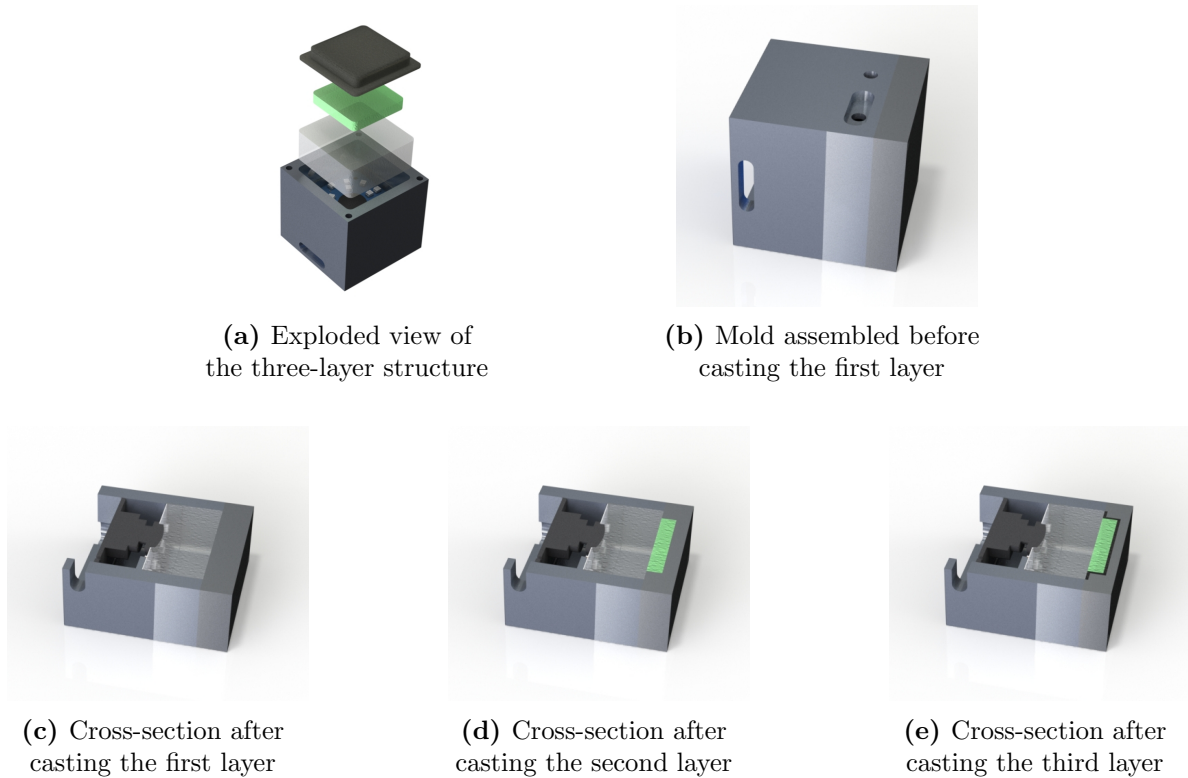 (a) Exploded view of
the three-layer structure
(b) Mold assembled before
casting the first layer
(c) Cross-section after
casting the first layer
(d) Cross-section after
casting the second layer
(e) Cross-section after
casting the third layer